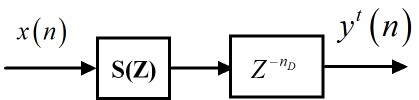 x(n)
S(Z)
Z^{-n_D}
y^t(n)